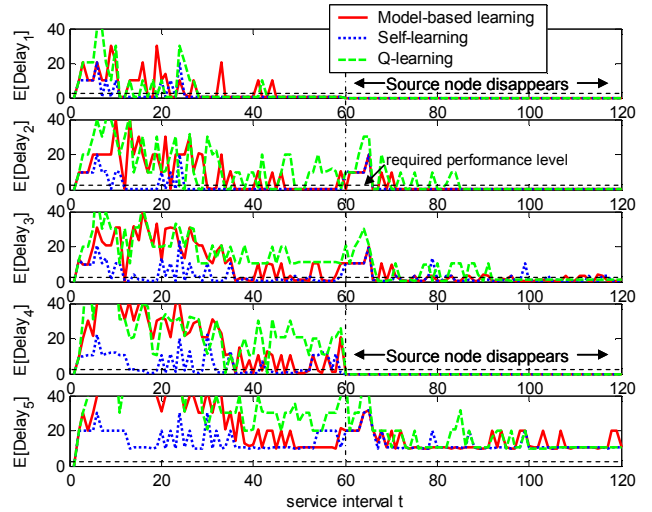 Model-based learning
Self-learning
Q-learning
E[Delay1]
40
20
0
Source node disappears
0 20 40 60 80 100 120
E[Delay2]
40
20
0
required performance level
0 20 40 60 80 100 120
E[Delay3]
40
20
0
0 20 40 60 80 100 120
E[Delay4]
40
20
0
Source node disappears
0 20 40 60 80 100 120
E[Delay5]
40
20
0
0 20 40 60 80 100 120
service interval t